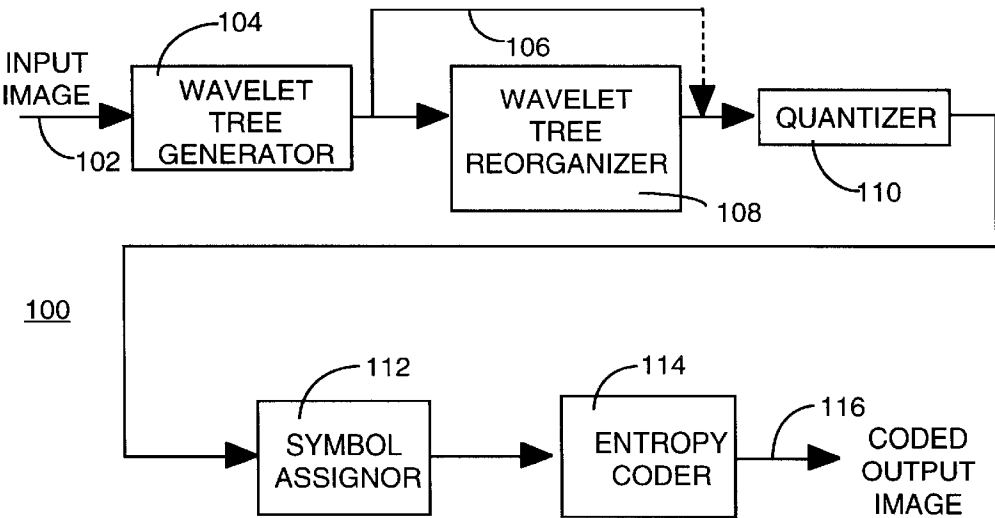 104
106
INPUT
IMAGE
WAVELET
TREE
GENERATOR
WAVELET
TREE
REORGANIZER
QUANTIZER
102
108
110
100
112
114
116
SYMBOL
ASSIGNOR
ENTROPY
CODER
CODED
OUTPUT
IMAGE